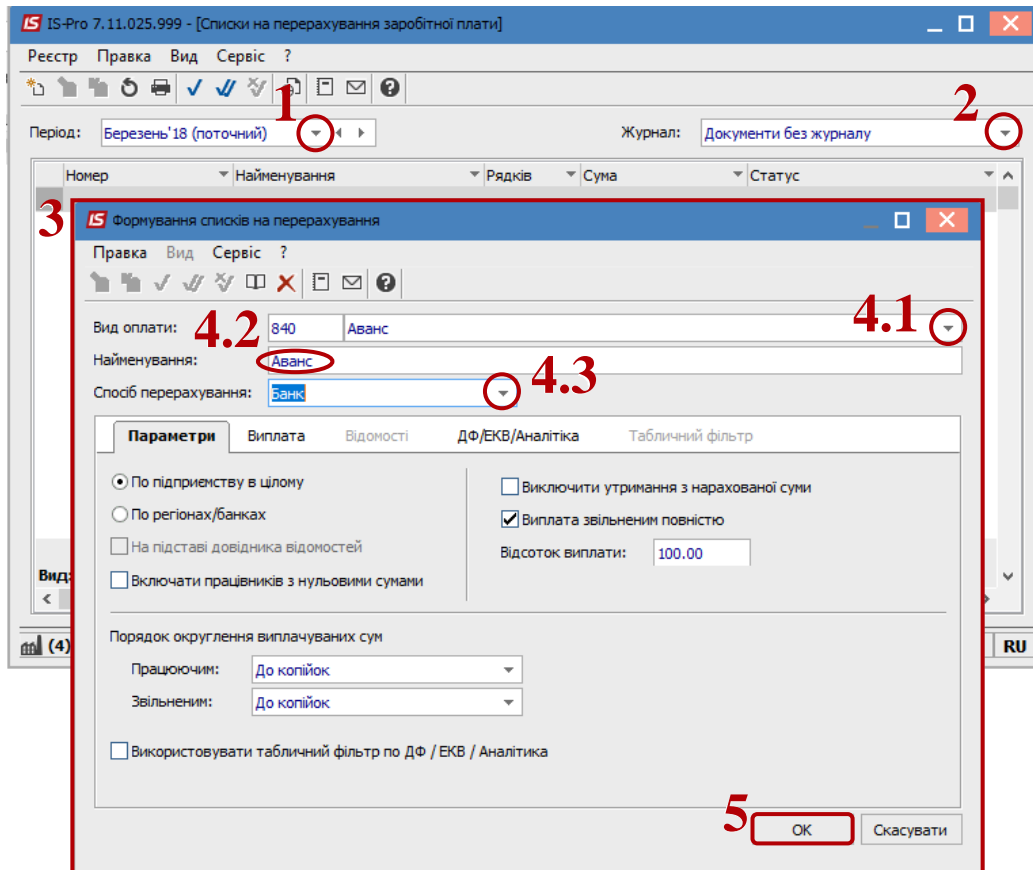 IS IS-Pro 7.11.025.999 - [Списки на перерахування заробітної плати]
Реєстр Правка Вид Сервіс ?
1
2
Період: Березень'18 (поточний) Журнал: Документи без журналу
Номер Найменування Рядків Сума Статус
3
IS Формування списків на перерахування
Правка Вид Сервіс ?
Вид оплати: 4.2 840 Аванс 4.1
Найменування: Аванс
Спосіб перерахування: Банк 4.3
Параметри Виплата Відомості ДФ/ЕКВ/Аналітіка Табличний фільтр
По підприємству в цілому
Виключити утримання з нарахованої суми
По регіонах/банках
Виплата звільненим повністю
На підставі довідника відомостей
Відсоток виплати: 100.00
Включати працівників з нульовими сумами
Вид:
Порядок округлення виплачуваних сум
(4) RU
Працюючим: До копійок
Звільненим: До копійок
Використовувати табличний фільтр по ДФ / ЕКВ / Аналітика
5
OK Скасувати